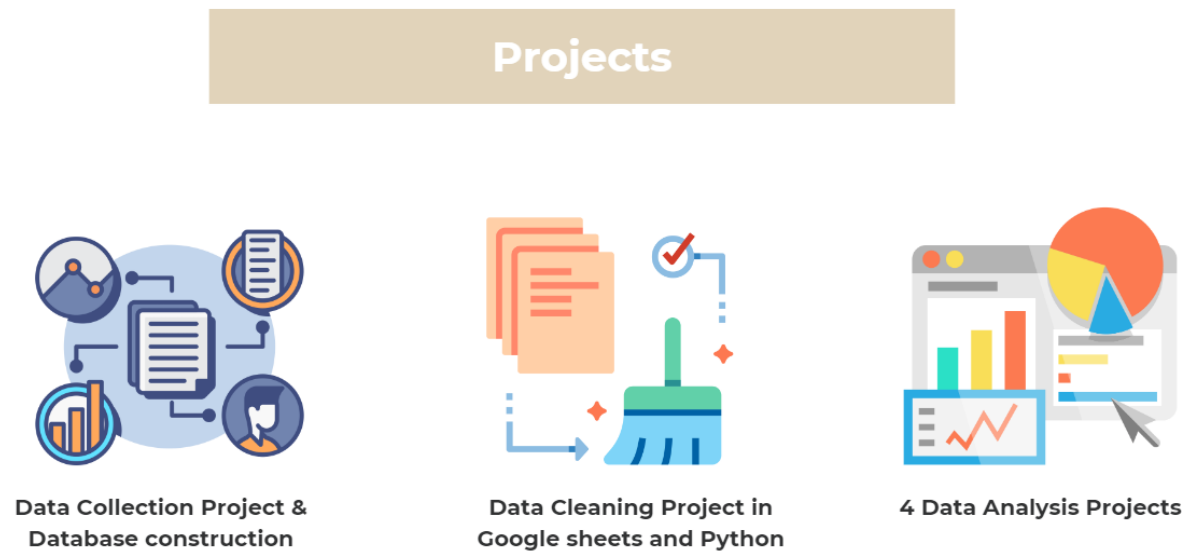 Projects
Data Collection Project &
Database construction
Data Cleaning Project in
Google sheets and Python
4 Data Analysis Projects